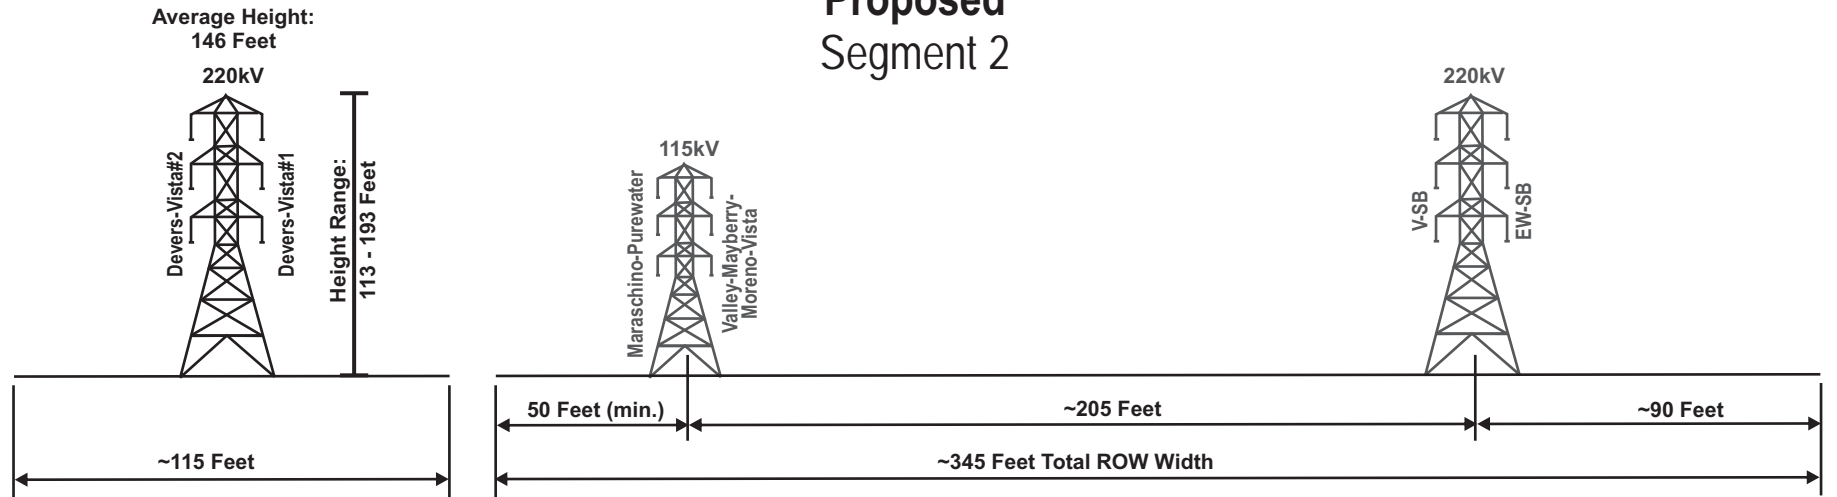 Proposed
Segment 2
Average Height:
146 Feet
220kV
Devers-Vista#2
Devers-Vista#1
Height Range:
113 - 193 Feet
115kV
Maraschino-Purewater
Valley-Mayberry-
Moreno-Vista
220kV
V-SB
EW-SB
50 Feet (min.)
~205 Feet
~90 Feet
~115 Feet
~345 Feet Total ROW Width